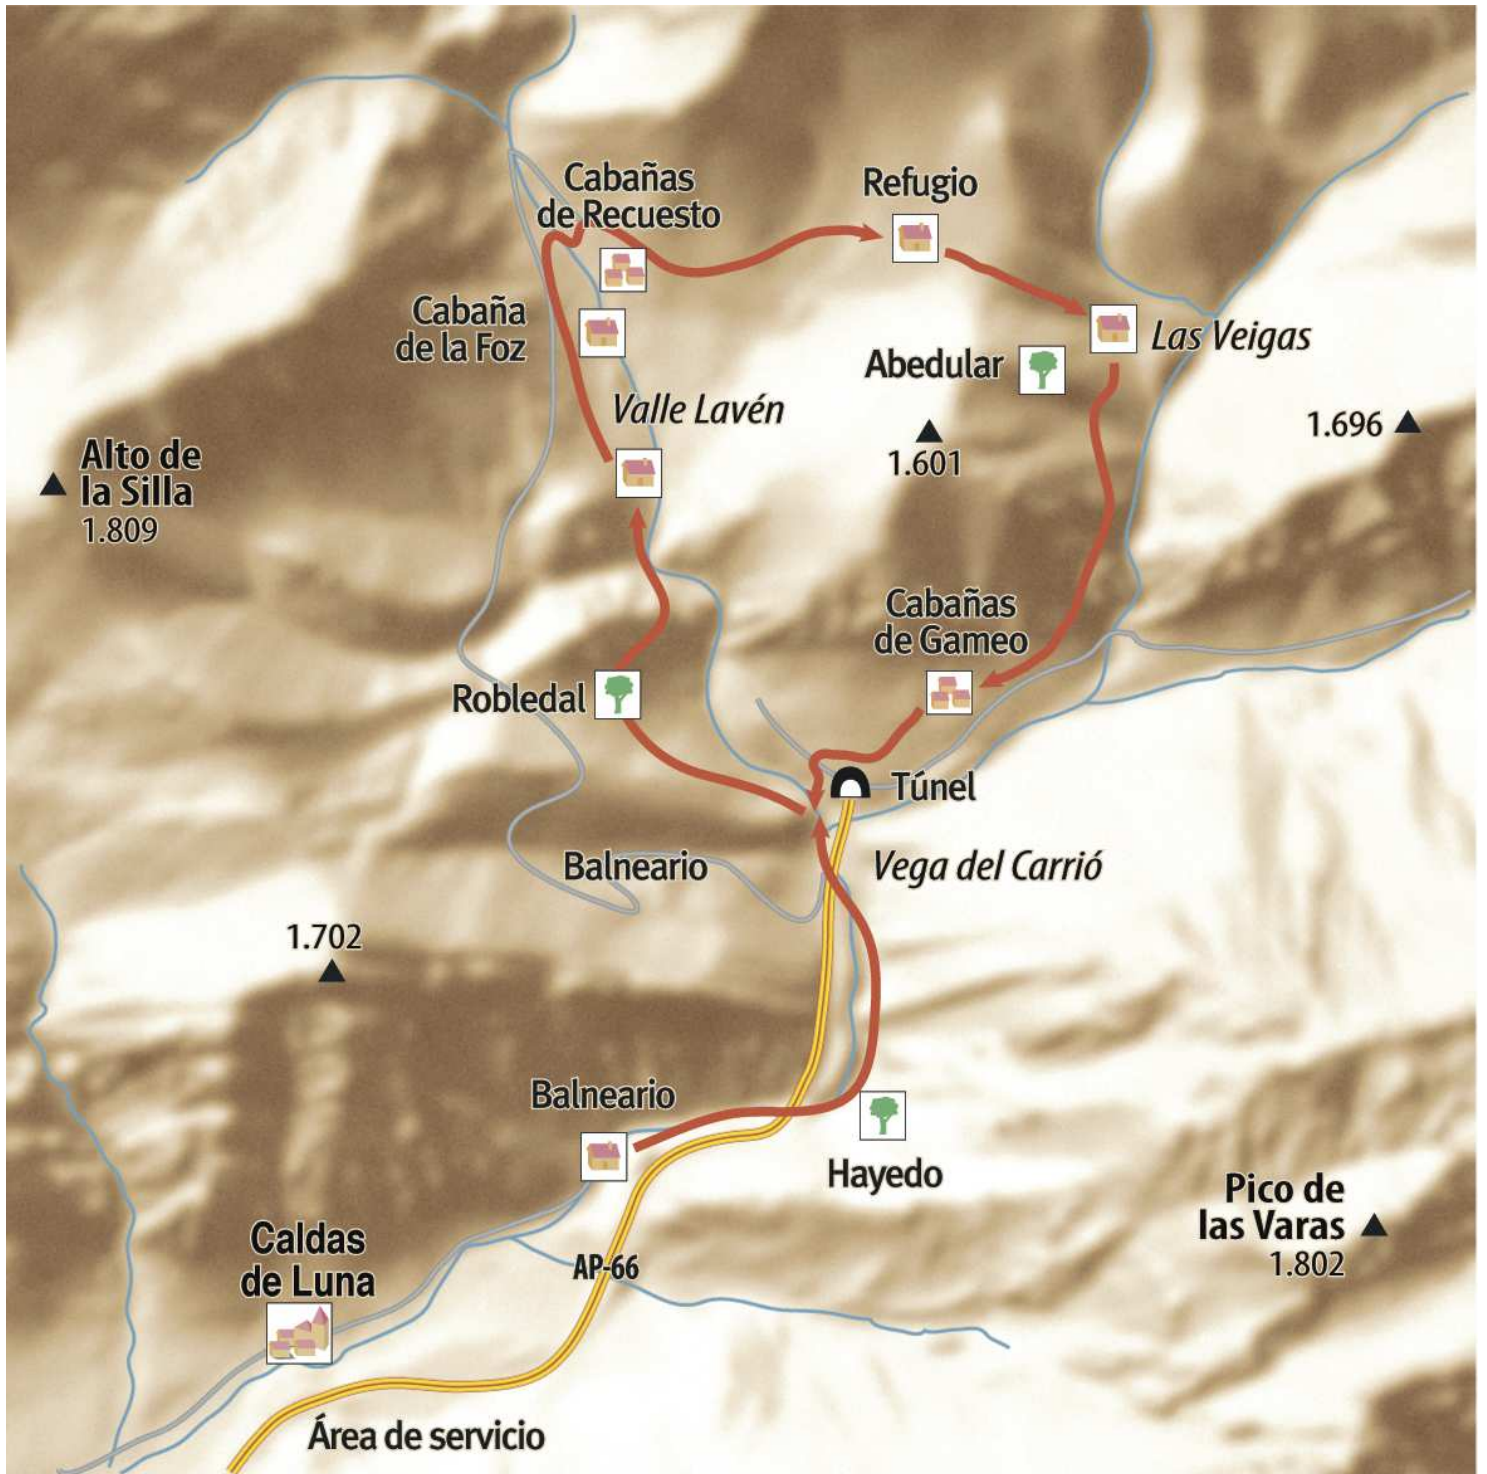 Cabañas
de Recuesto
Refugio
Cabaña
de la Foz
Las Veigas
Abedular
Valle Lavén
1.696
1.601
Alto de
la Silla
1.809
Cabañas
de Gameo
Robledal
Túnel
Balneario
Vega del Carrió
1.702
Balneario
Hayedo
Pico de
las Varas
1.802
Caldas
de Luna
AP-66
Área de servicio